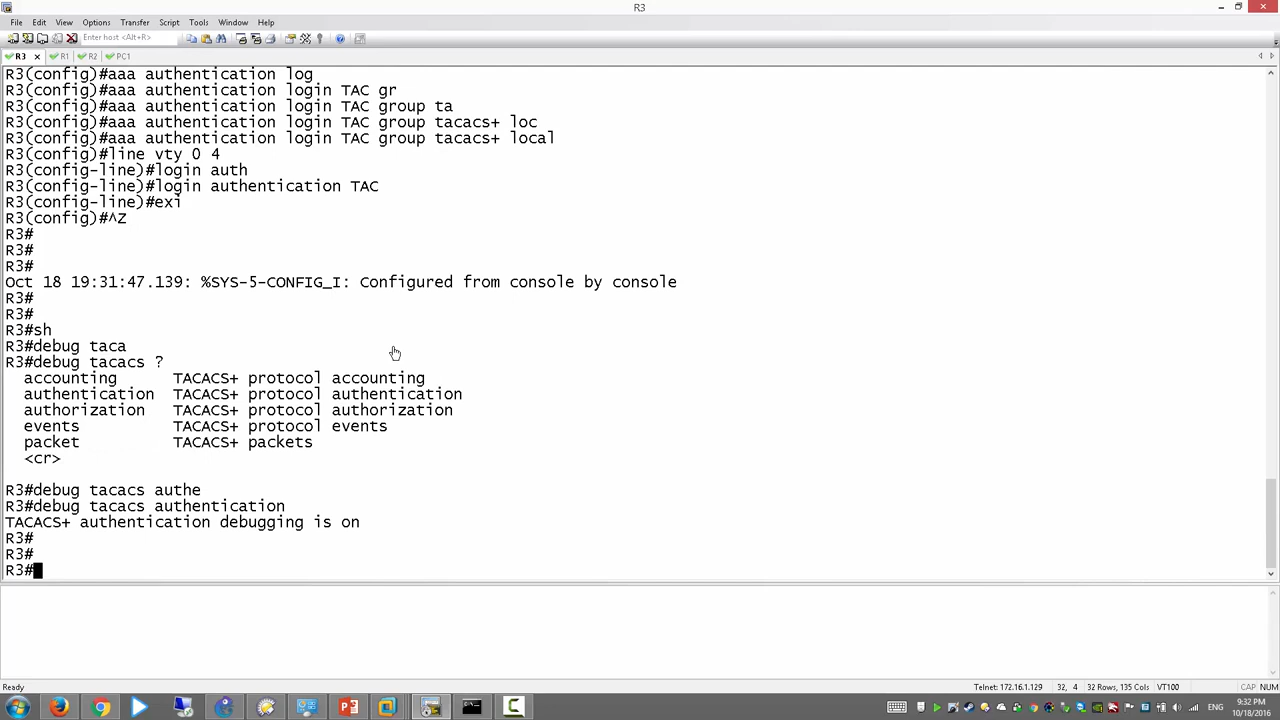 R3
File Edit View Options Transfer Script Tools Window Help
Enter host <Alt+R>
R3 R1 R2 PC1
R3(config)#aaa authentication log
R3(config)#aaa authentication login TAC gr
R3(config)#aaa authentication login TAC group ta
R3(config)#aaa authentication login TAC group tacacs+ loc
R3(config)#aaa authentication login TAC group tacacs+ local
R3(config)#line vty 0 4
R3(config-line)#login auth
R3(config-line)#login authentication TAC
R3(config-line)#exi
R3(config)#^Z
R3#
R3#
R3#
Oct 18 19:31:47.139: %SYS-5-CONFIG_I: Configured from console by console
R3#
R3#
R3#sh
R3#debug taca
R3#debug tacacs ?
accounting TACACS+ protocol accounting
authentication TACACS+ protocol authentication
authorization TACACS+ protocol authorization
events TACACS+ protocol events
packet TACACS+ packets
<cr>
R3#debug tacacs authe
R3#debug tacacs authentication
TACACS+ authentication debugging is on
R3#
R3#
R3#
Ready Telnet: 172.16.1.129 32, 4 32 Rows, 135 Cols VT100 CAP NUM
ENG 9:32 PM
10/18/2016